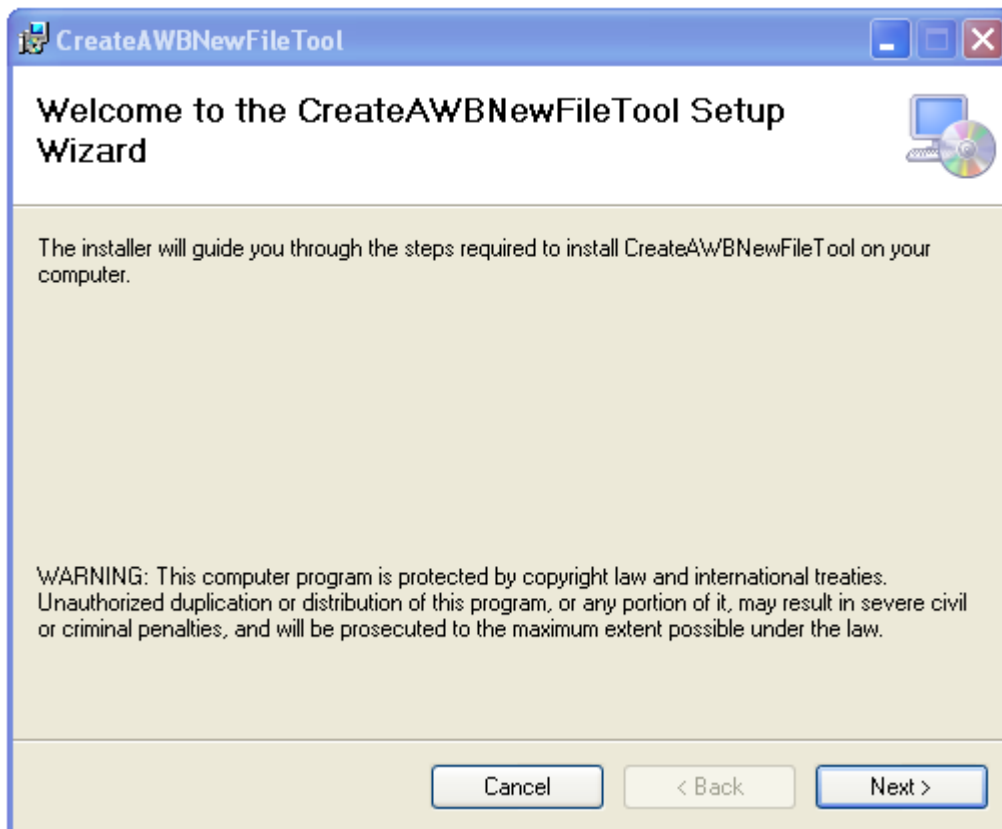 CreateAWBNewFileTool
Welcome to the CreateAWBNewFileTool Setup
Wizard
The installer will guide you through the steps required to install CreateAWBNewFileTool on your
computer.
WARNING: This computer program is protected by copyright law and international treaties.
Unauthorized duplication or distribution of this program, or any portion of it, may result in severe civil
or criminal penalties, and will be prosecuted to the maximum extent possible under the law.
Cancel
< Back
Next >